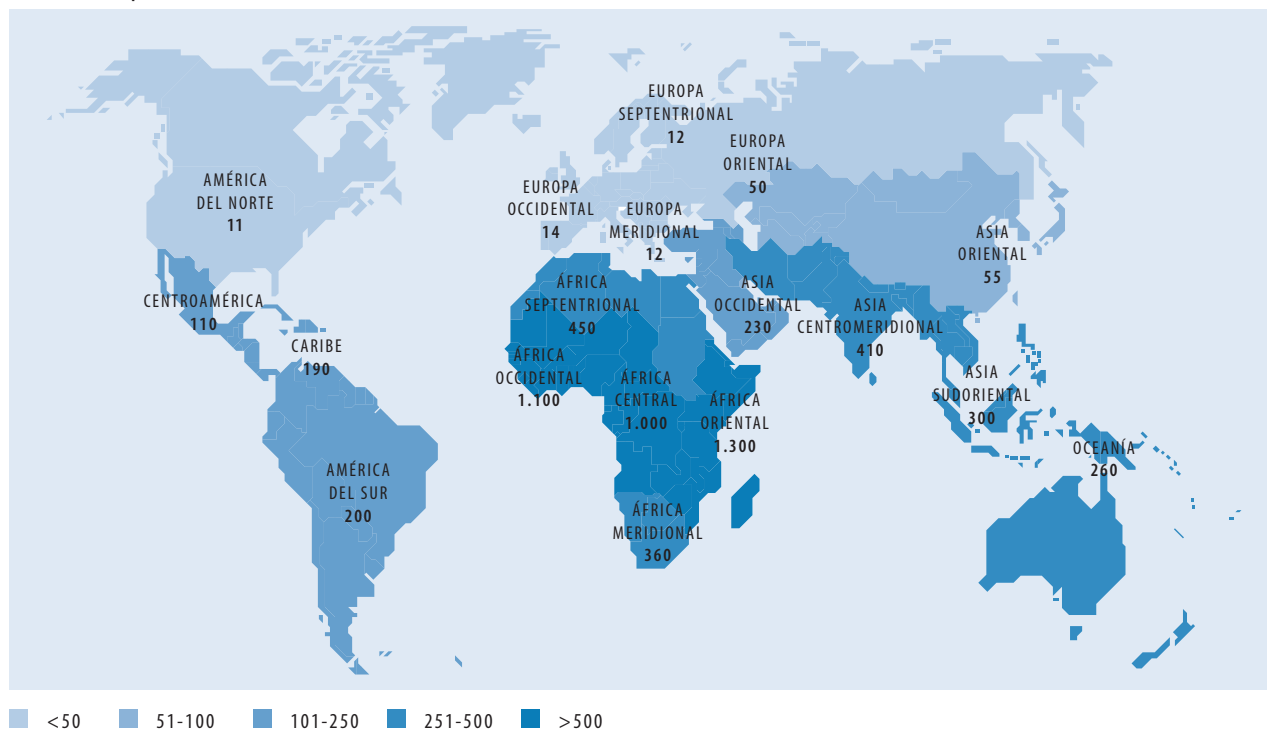 EUROPA
SEPTENTRIONAL
12
EUROPA
ORIENTAL
50
AMÉRICA
DEL NORTE
11
EUROPA
OCCIDENTAL
14
EUROPA
MERIDIONAL
12
ASIA
ORIENTAL
55
CENTROAMÉRICA
110
ÁFRICA
SEPTENTRIONAL
450
ASIA
OCCIDENTAL
230
ASIA
CENTROMERIDIONAL
410
CARIBE
190
ÁFRICA
OCCIDENTAL
1.100
ÁFRICA
CENTRAL
1.000
ÁFRICA
ORIENTAL
1.300
ASIA
SUDORIENTAL
300
OCEANÍA
260
AMÉRICA
DEL SUR
200
ÁFRICA
MERIDIONAL
360
<50 51-100 101-250 251-500 >500